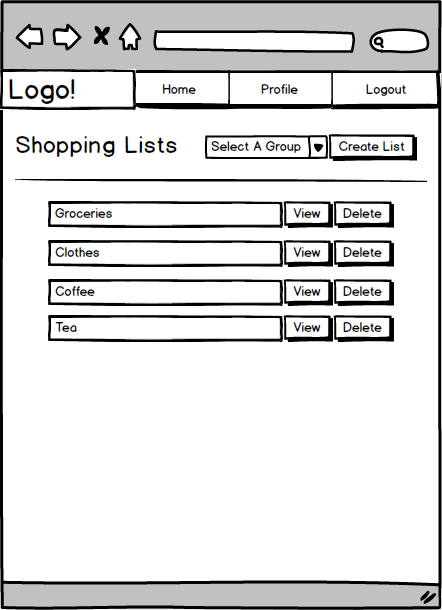 Logo!
Home
Profile
Logout
Shopping Lists
Select A Group
Create List
Groceries
View
Delete
Clothes
View
Delete
Coffee
View
Delete
Tea
View
Delete